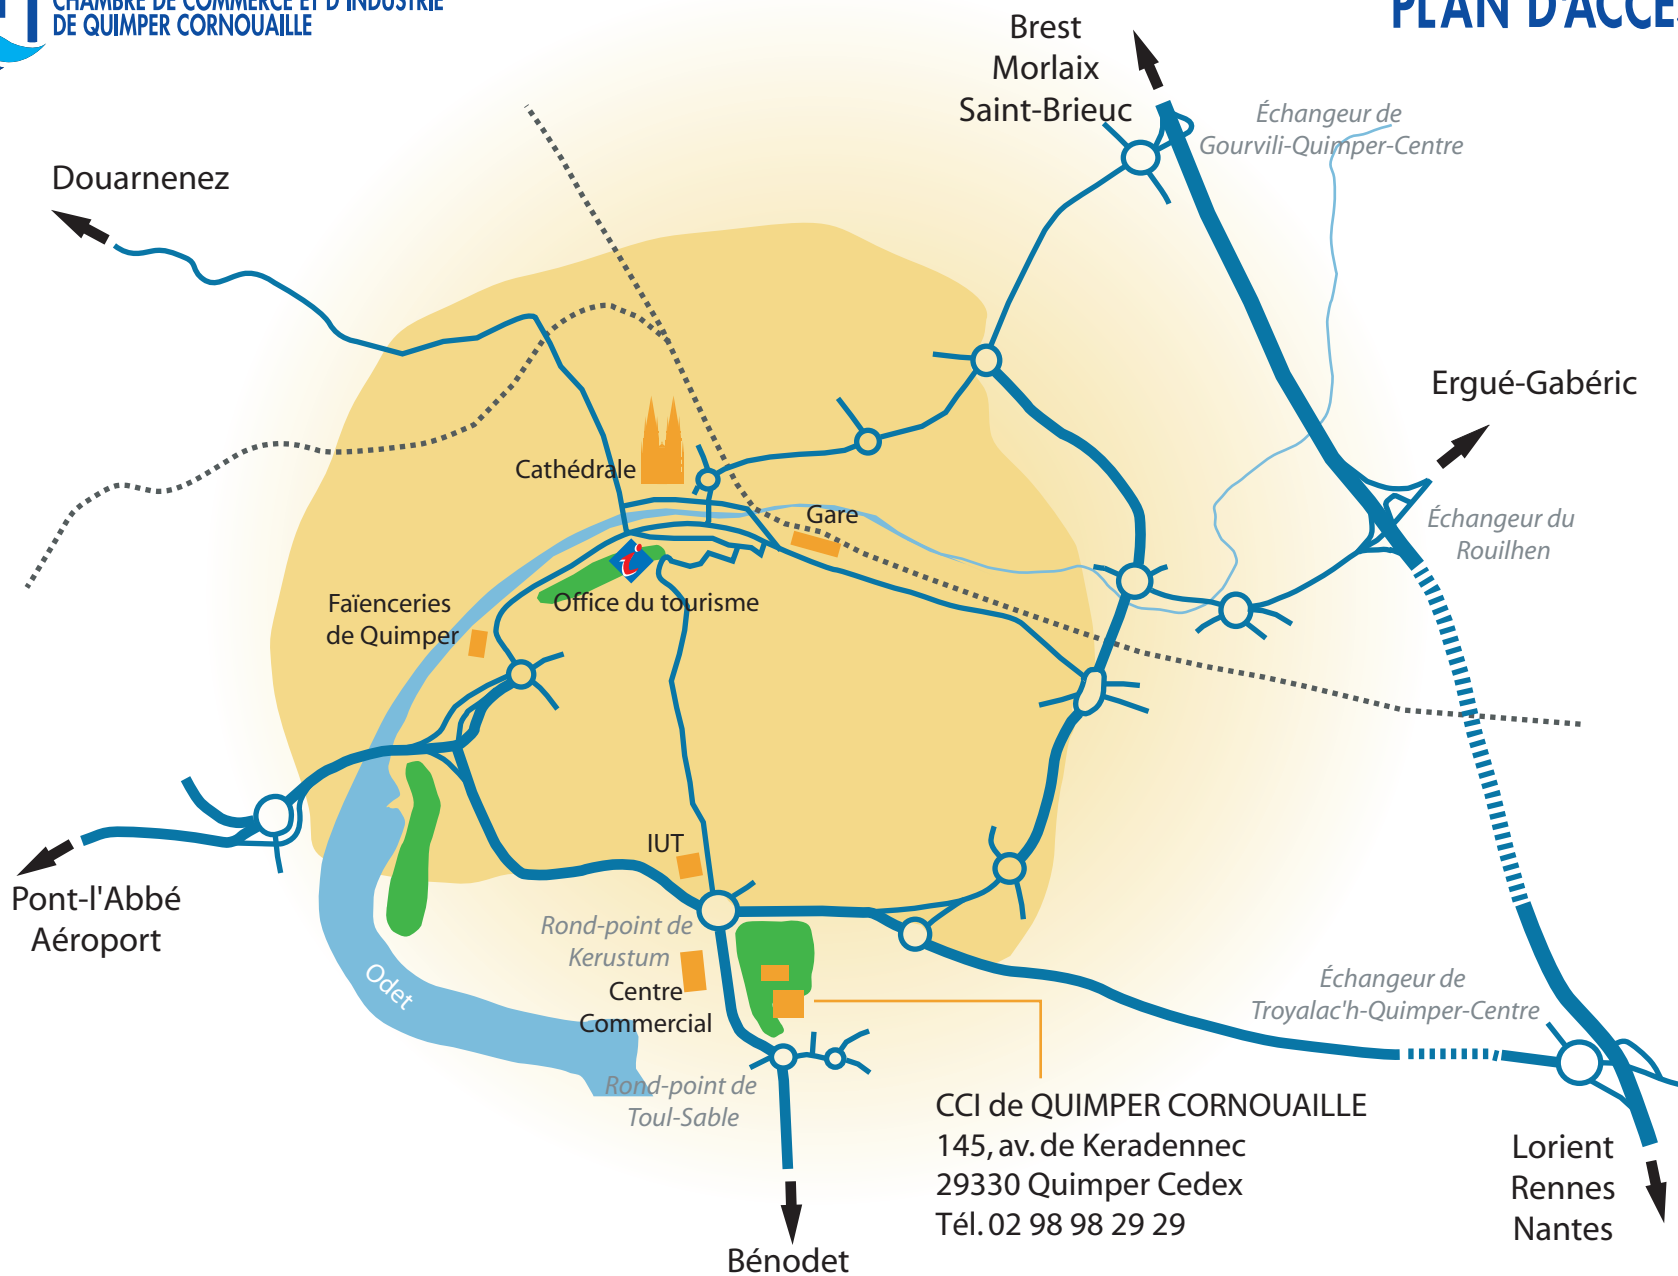 CHAMBRE DE COMMERCE ET D'INDUSTRIE
DE QUIMPER CORNOUAILLE
PLAN D'ACCÈS
Brest
Morlaix
Saint-Brieuc
Échangeur de
Gourvili-Quimper-Centre
Douarnenez
Ergué-Gabéric
Cathédrale
Gare
Échangeur du
Rouilhen
Faïenceries
de Quimper
Office du tourisme
IUT
Pont-l'Abbé
Aéroport
Rond-point de
Kerustum
Odet
Centre
Commercial
Échangeur de
Troyalac'h-Quimper-Centre
Rond-point de
Toul-Sable
CCI de QUIMPER CORNOUAILLE
145, av. de Keradennec
29330 Quimper Cedex
Tél. 02 98 98 29 29
Lorient
Rennes
Nantes
Bénodet